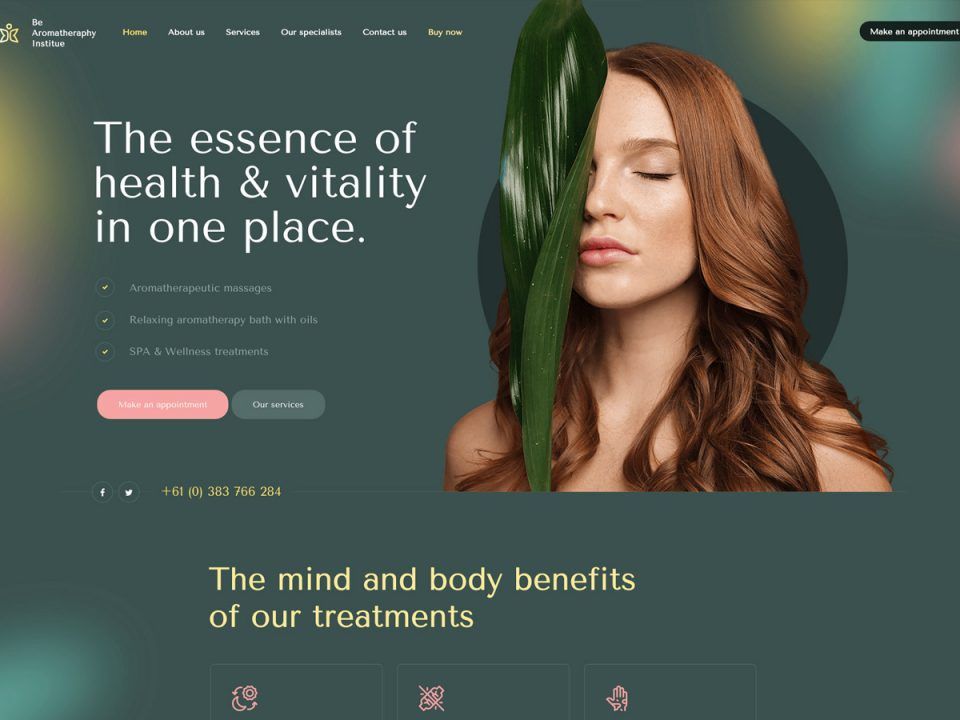 Be
Aromatheraphy
Institue
Home About us Services Our specialists Contact us Buy now
Make an appointment
The essence of
health & vitality
in one place.
Aromatherapeutic massages
Relaxing aromatherapy bath with oils
SPA & Wellness treatments
Make an appointment Our services
+61 (0) 383 766 284
The mind and body benefits
of our treatments